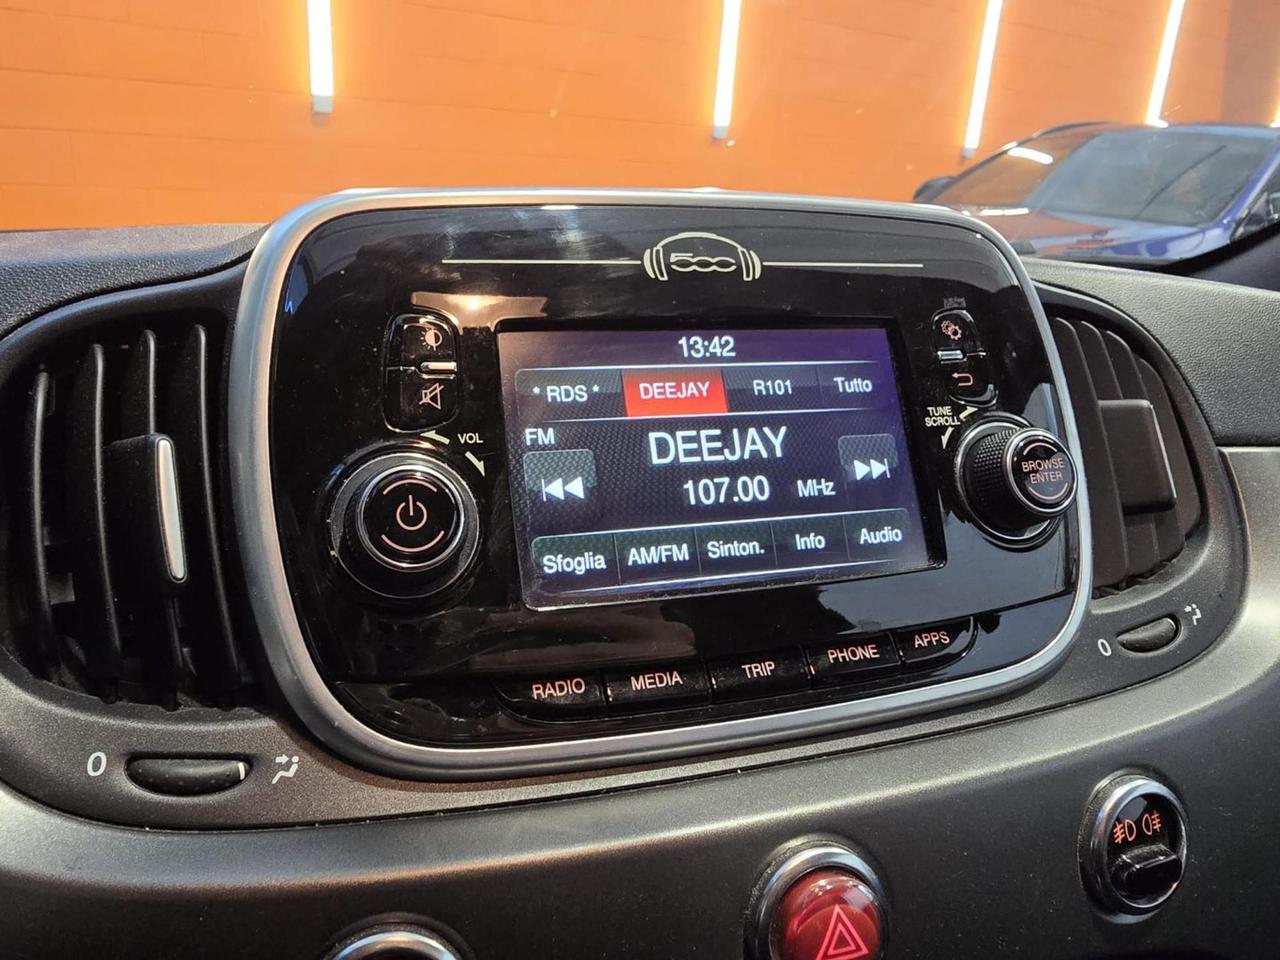 500
13:42
* RDS * DEEJAY R101 Tutto
FM
DEEJAY
107.00 MHz
Sfoglia AM/FM Sinton. Info Audio
VOL
TUNE
SCROLL
BROWSE
ENTER
RADIO MEDIA TRIP PHONE APPS
0
0